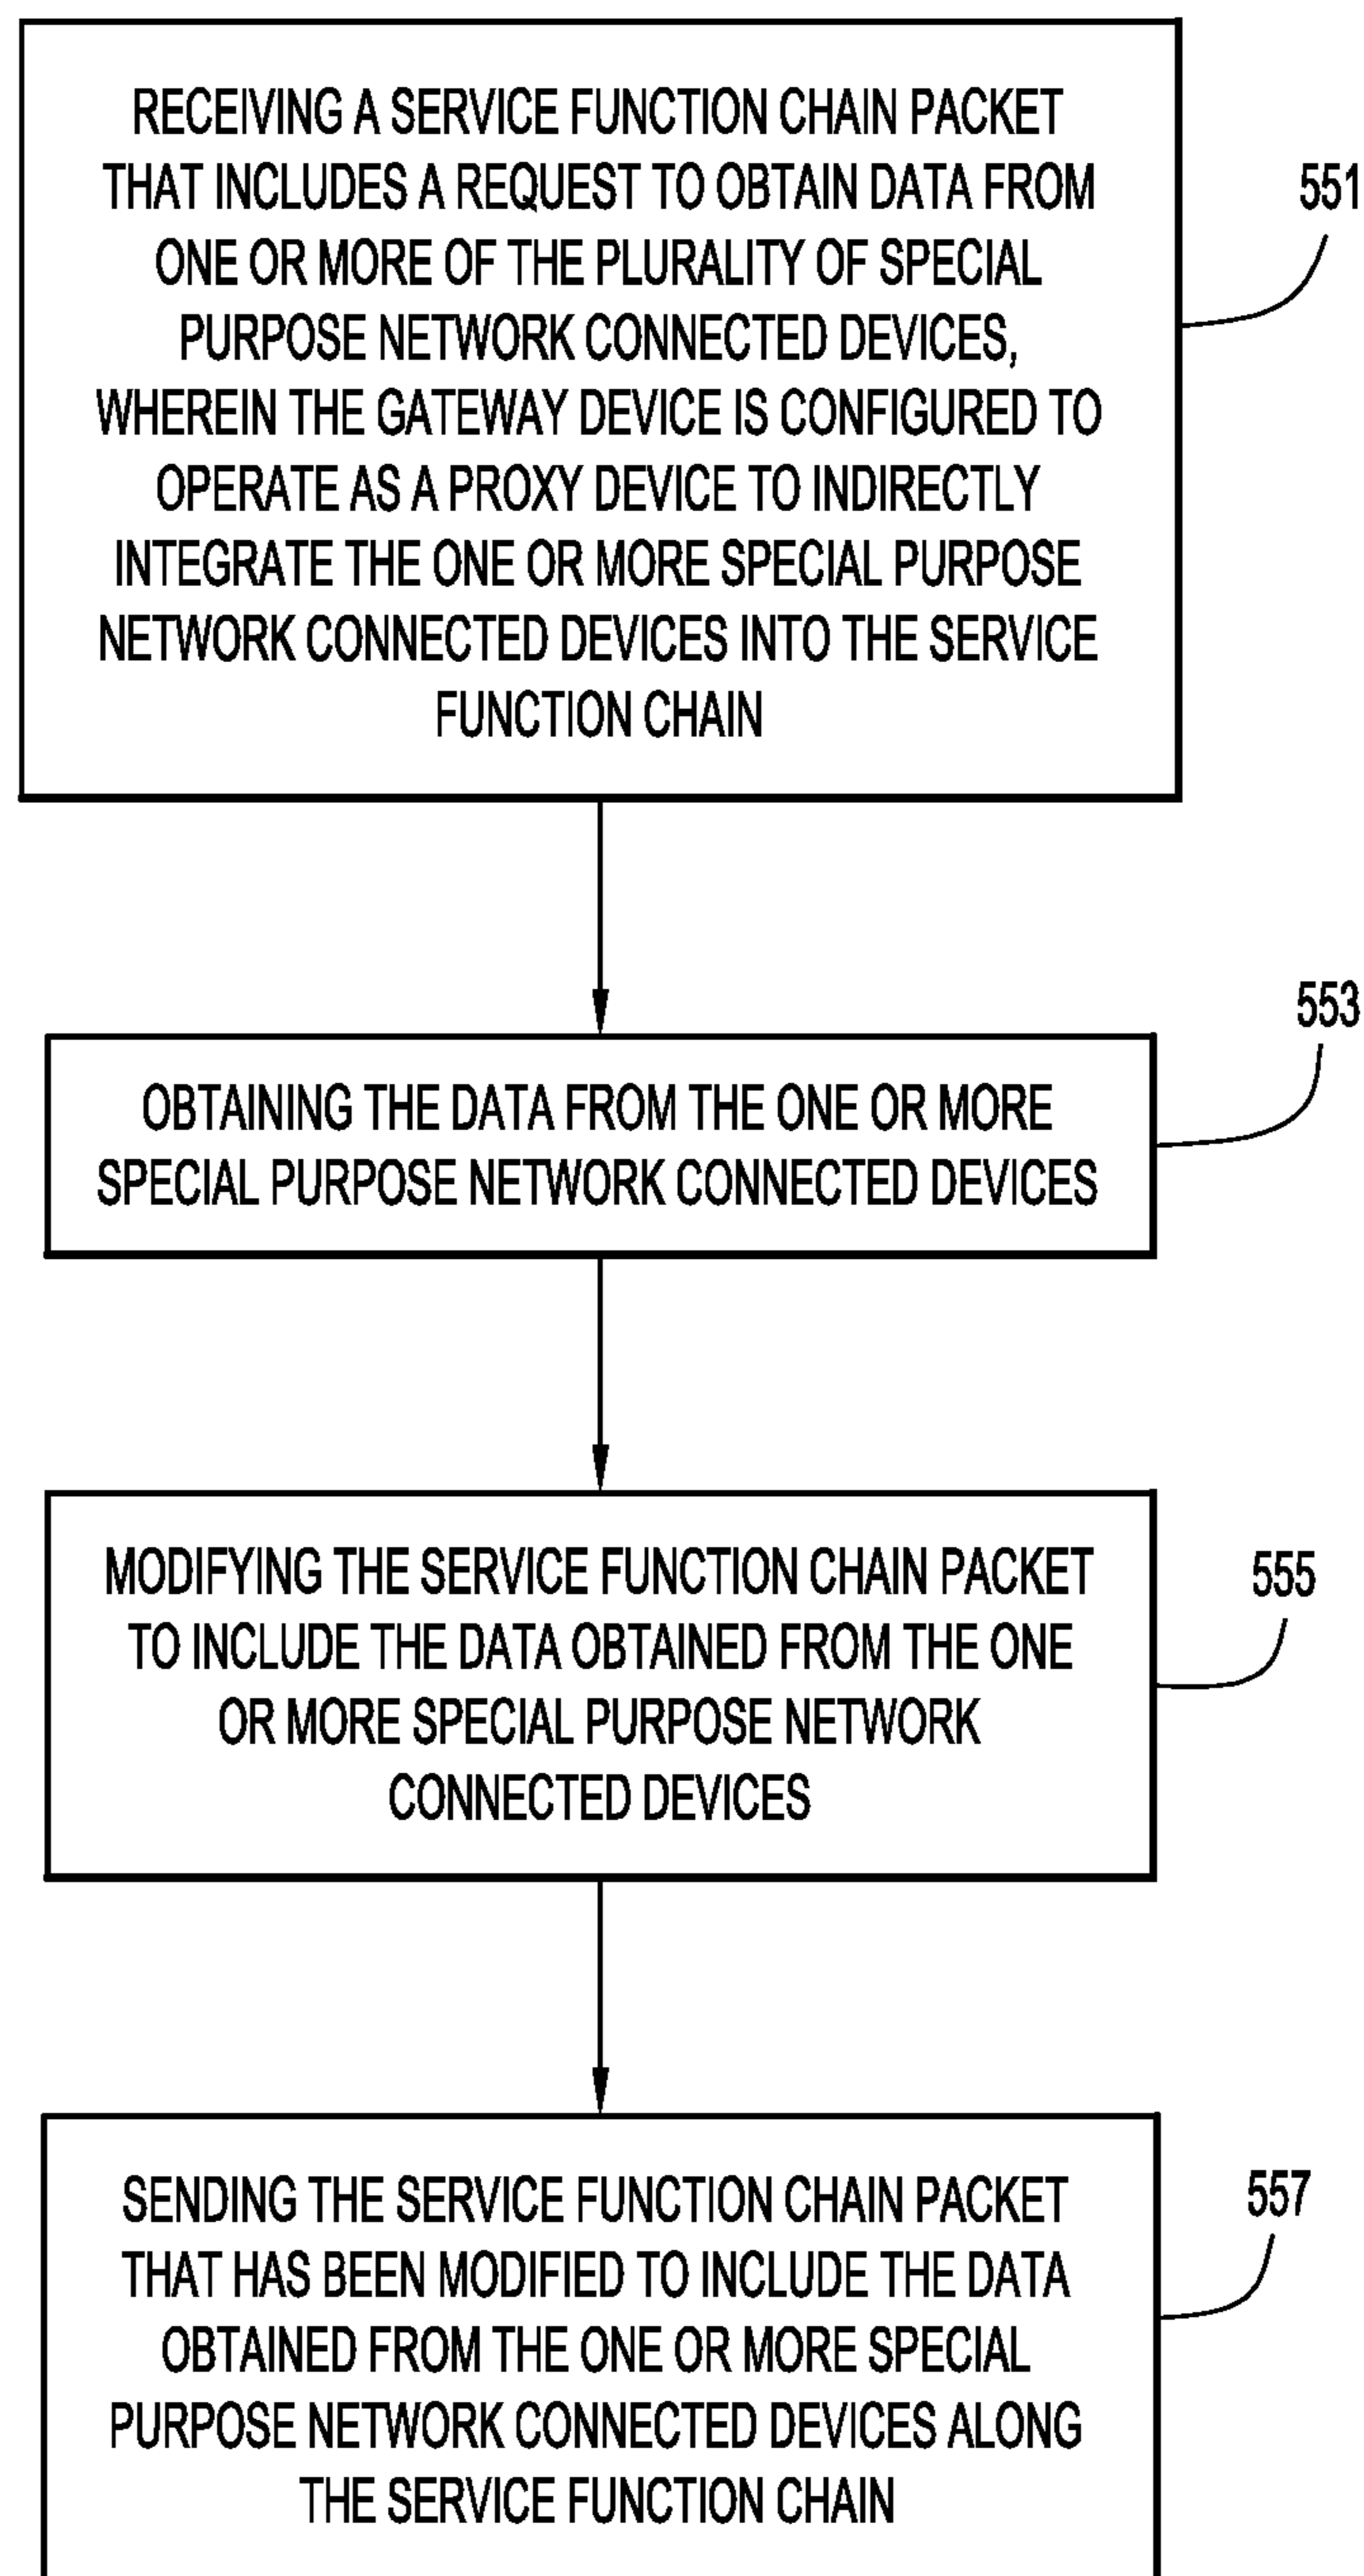 RECEIVING A SERVICE FUNCTION CHAIN PACKET
THAT INCLUDES A REQUEST TO OBTAIN DATA FROM
ONE OR MORE OF THE PLURALITY OF SPECIAL
PURPOSE NETWORK CONNECTED DEVICES,
WHEREIN THE GATEWAY DEVICE IS CONFIGURED TO
OPERATE AS A PROXY DEVICE TO INDIRECTLY
INTEGRATE THE ONE OR MORE SPECIAL PURPOSE
NETWORK CONNECTED DEVICES INTO THE SERVICE
FUNCTION CHAIN
551
553
OBTAINING THE DATA FROM THE ONE OR MORE
SPECIAL PURPOSE NETWORK CONNECTED DEVICES
MODIFYING THE SERVICE FUNCTION CHAIN PACKET
TO INCLUDE THE DATA OBTAINED FROM THE ONE
OR MORE SPECIAL PURPOSE NETWORK
CONNECTED DEVICES
555
SENDING THE SERVICE FUNCTION CHAIN PACKET
THAT HAS BEEN MODIFIED TO INCLUDE THE DATA
OBTAINED FROM THE ONE OR MORE SPECIAL
PURPOSE NETWORK CONNECTED DEVICES ALONG
THE SERVICE FUNCTION CHAIN
557